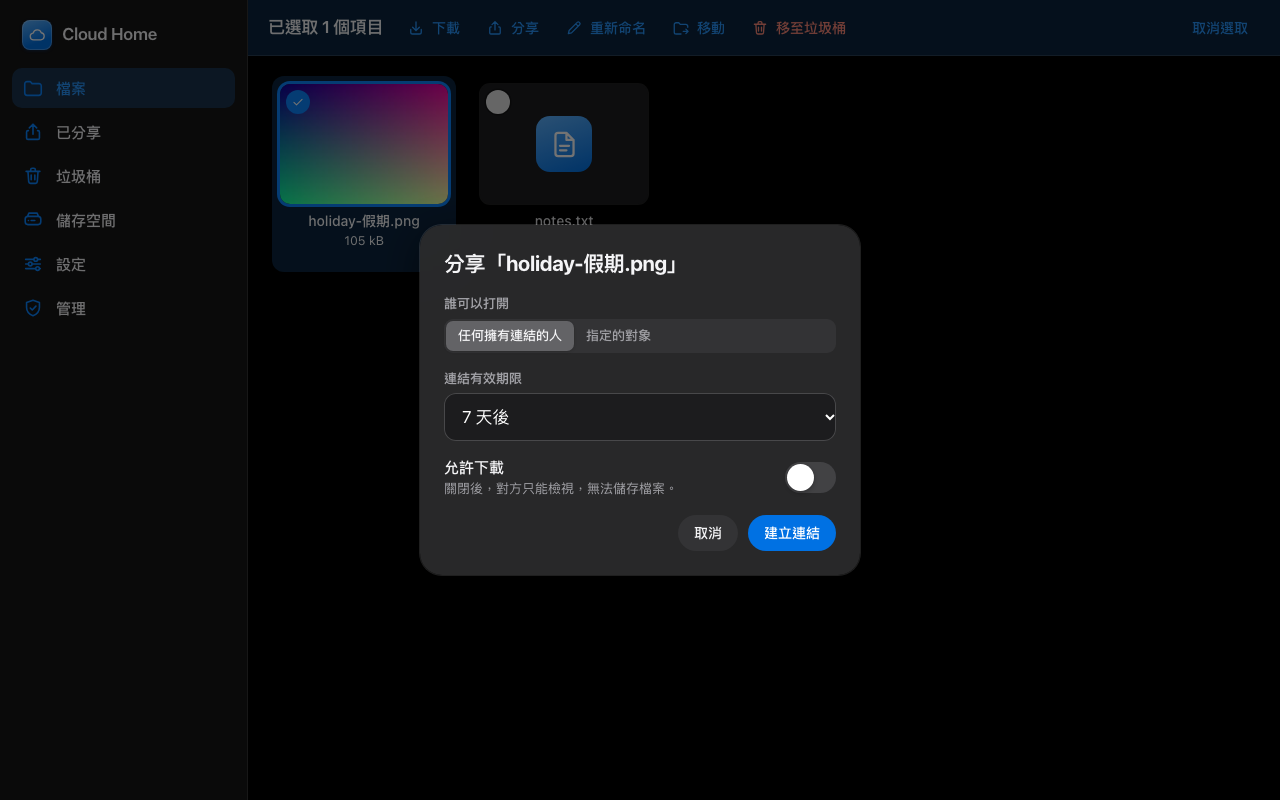 Cloud Home
檔案
已分享
垃圾桶
儲存空間
設定
管理
已選取 1 個項目
下載
分享
重新命名
移動
移至垃圾桶
取消選取
holiday-假期.png
105 kB
notes.txt
分享「holiday-假期.png」
誰可以打開
任何擁有連結的人
指定的對象
連結有效期限
7 天後
允許下載
關閉後，對方只能檢視，無法儲存檔案。
取消
建立連結